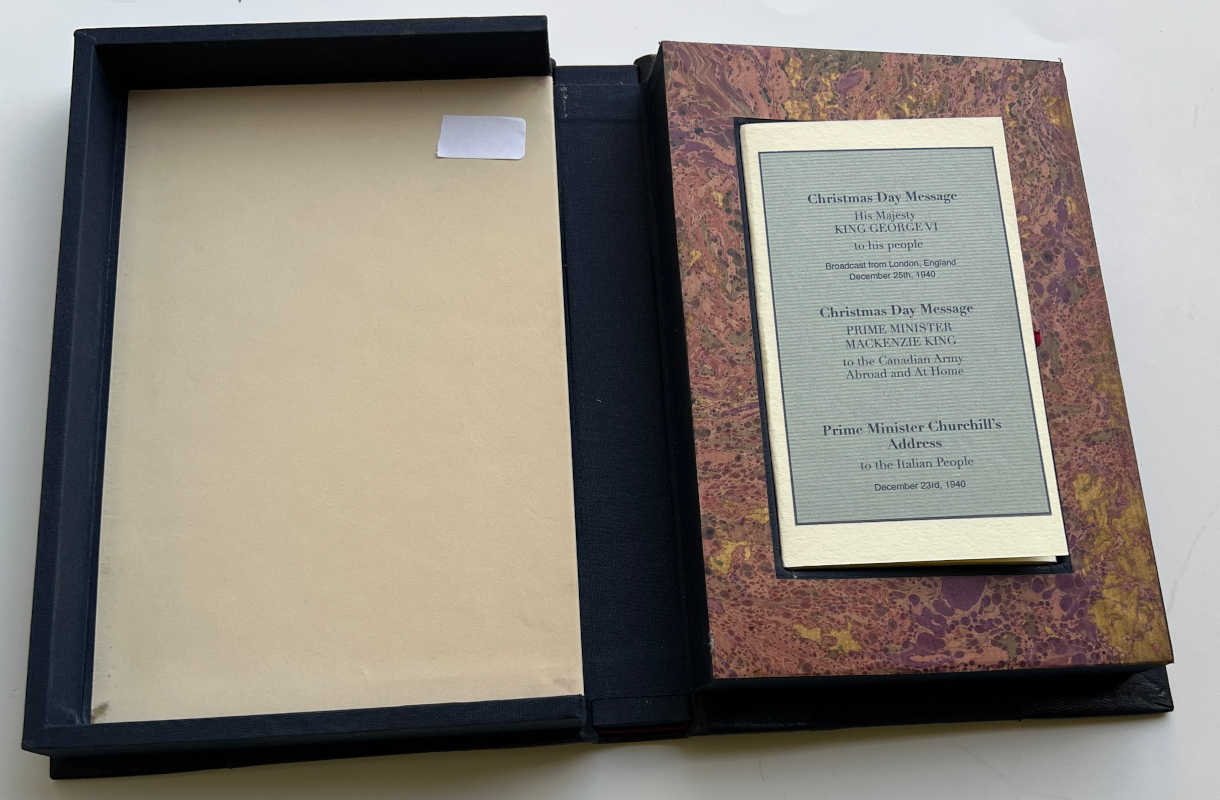 Christmas Day Message
His Majesty
KING GEORGE VI
to his people
Broadcast from London, England
December 25th, 1940
Christmas Day Message
PRIME MINISTER
MACKENZIE KING
to the Canadian Army
Abroad and At Home
Prime Minister Churchill's
Address
to the Italian People
December 23rd, 1940